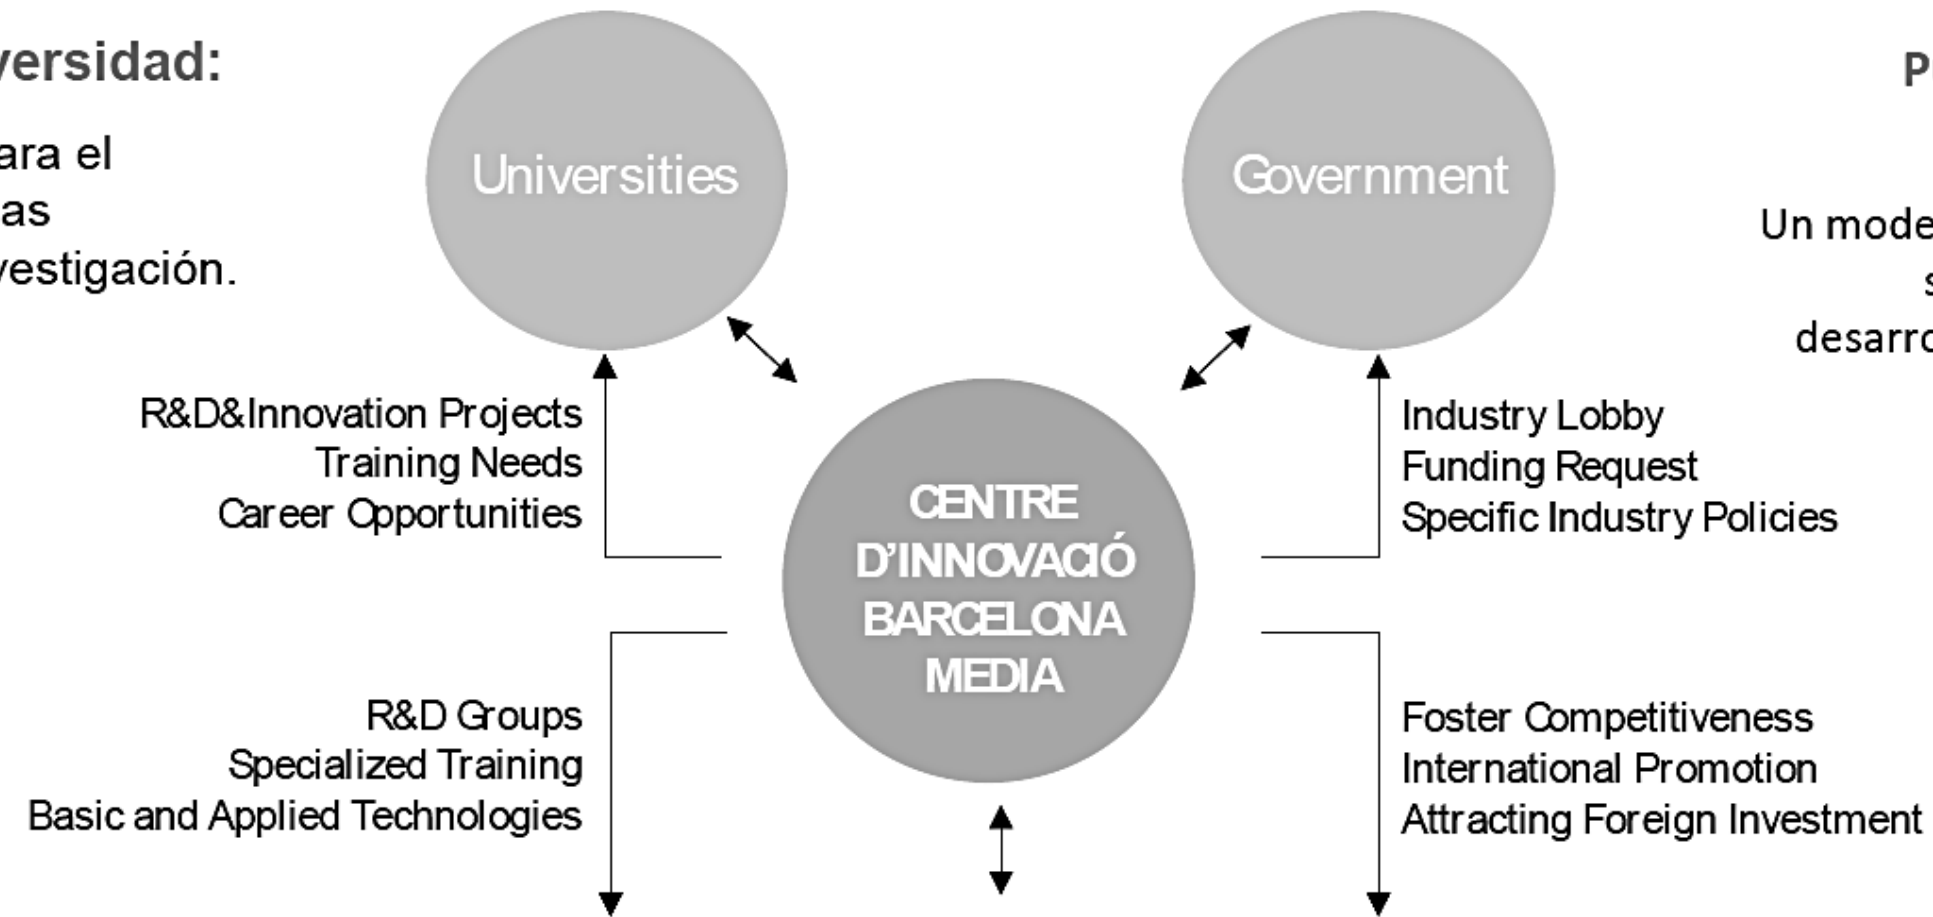 versidad:
ara el
as
vestigación.
Universities
Government
P
Un mode
s
desarro
R&D&Innovation Projects
Training Needs
Career Opportunities
Industry Lobby
Funding Request
Specific Industry Policies
CENTRE
D'INNOVACIÓ
BARCELONA
MEDIA
R&D Groups
Specialized Training
Basic and Applied Technologies
Foster Competitiveness
International Promotion
Attracting Foreign Investment